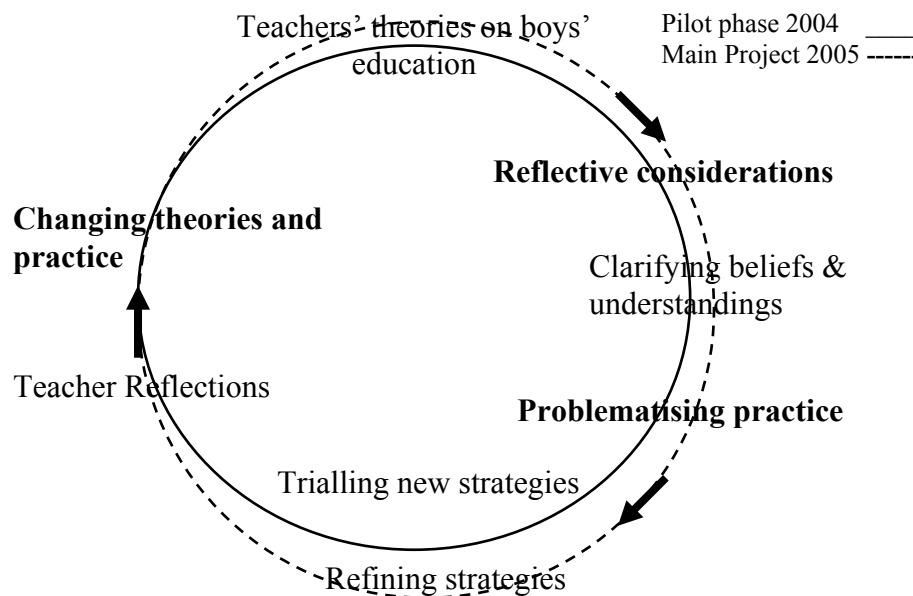 Teachers’ theories on boys’
education
Pilot phase 2004
Main Project 2005
Reflective considerations
Changing theories and
practice
Clarifying beliefs &
understandings
Teacher Reflections
Problematising practice
Trialling new strategies
Refining strategies